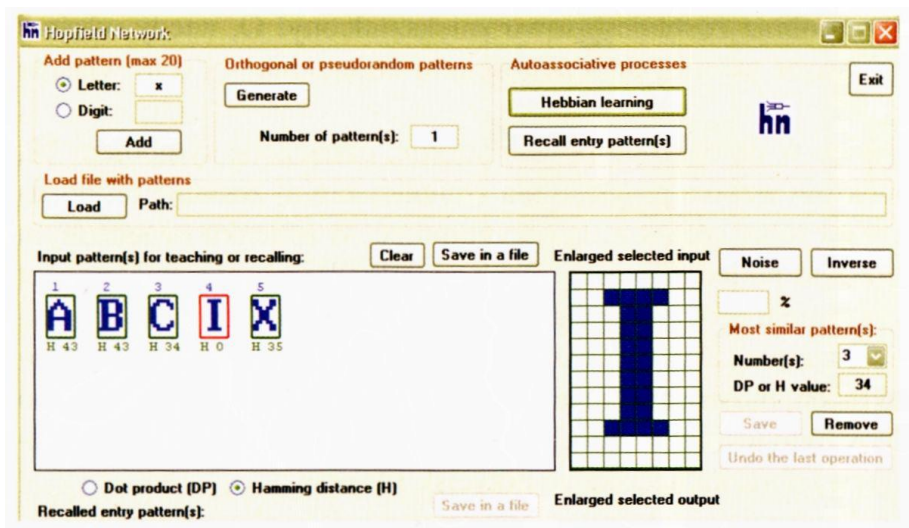 hn Hopfield Network
Add pattern (max 20)
Letter: x
Digit:
Add
Orthogonal or pseudorandom patterns
Generate
Number of pattern(s): 1
Autoassociative processes
Hebbian learning
Recall entry pattern(s)
hn
Exit
Load file with patterns
Load Path:
Input pattern(s) for teaching or recalling:
Clear
Save in a file
1 2 3 4 5
A B C I X
H 43 H 43 H 34 H 0 H 35
Enlarged selected input
I
Noise
Inverse
%
Most similar pattern(s):
Number(s): 3
DP or H value: 34
Save
Remove
Undo the last operation
Dot product (DP) Hamming distance (H)
Recalled entry pattern(s):
Save in a file
Enlarged selected output